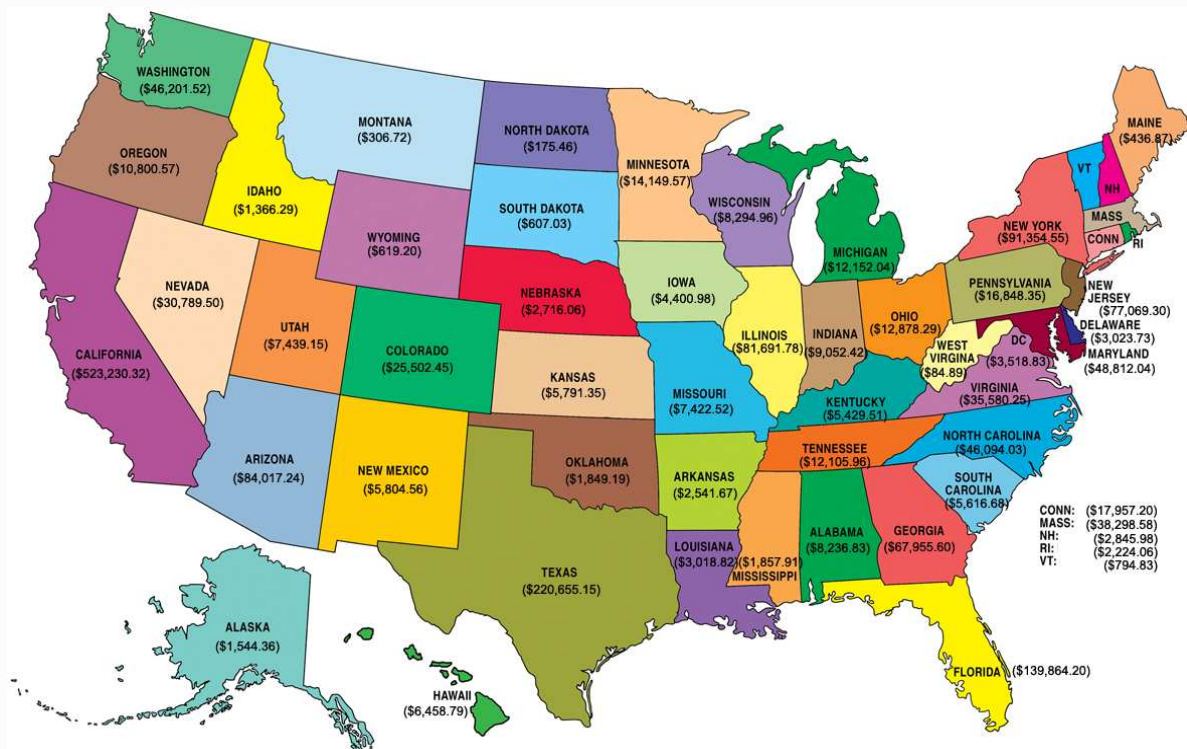 WASHINGTON
($46,201.52)
OREGON
($10,800.57)
CALIFORNIA
($523,230.32)
NEVADA
($30,789.50)
IDAHO
($1,366.29)
MONTANA
($306.72)
WYOMING
($619.20)
UTAH
($7,439.15)
COLORADO
($25,502.45)
ARIZONA
($84,017.24)
NEW MEXICO
($5,804.56)
NORTH DAKOTA
($175.46)
SOUTH DAKOTA
($607.03)
NEBRASKA
($2,716.06)
KANSAS
($5,791.35)
OKLAHOMA
($1,849.19)
TEXAS
($220,655.15)
MINNESOTA
($14,149.57)
IOWA
($4,400.98)
MISSOURI
($7,422.52)
ARKANSAS
($2,541.67)
LOUISIANA
($3,018.82)
WISCONSIN
($8,294.96)
ILLINOIS
($81,691.78)
MICHIGAN
($12,152.04)
INDIANA
($9,052.42)
OHIO
($12,878.29)
KENTUCKY
($5,429.51)
TENNESSEE
($12,105.96)
($1,857.91)
MISSISSIPPI
ALABAMA
($8,236.83)
GEORGIA
($67,955.60)
FLORIDA
($139,864.20)
SOUTH
CAROLINA
($5,616.68)
NORTH CAROLINA
($46,094.03)
VIRGINIA
($35,580.25)
WEST
VIRGINA
($84.89)
DC
($3,518.83)
MARYLAND
($48,812.04)
DELAWARE
($3,023.73)
NEW
JERSEY
($77,069.30)
PENNSYLVANIA
($16,848.35)
NEW YORK
($91,354.55)
CONN
RI
MASS
VT
NH
MAINE
($436.87)
CONN: ($17,957.20)
MASS: ($38,298.58)
NH: ($2,845.98)
RI: ($2,224.06)
VT: ($794.83)
ALASKA
($1,544.36)
HAWAII
($6,458.79)